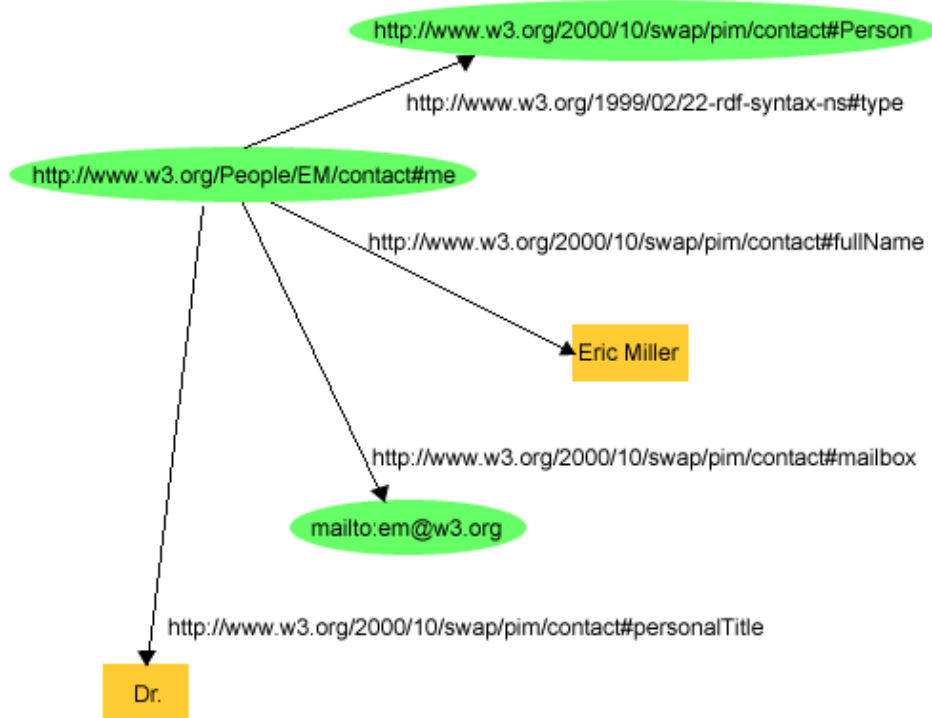 http://www.w3.org/2000/10/swap/pim/contact#Person
http://www.w3.org/1999/02/22-rdf-syntax-ns#type
http://www.w3.org/People/EM/contact#me
http://www.w3.org/2000/10/swap/pim/contact#fullName
Eric Miller
http://www.w3.org/2000/10/swap/pim/contact#mailbox
mailto:em@w3.org
http://www.w3.org/2000/10/swap/pim/contact#personalTitle
Dr.